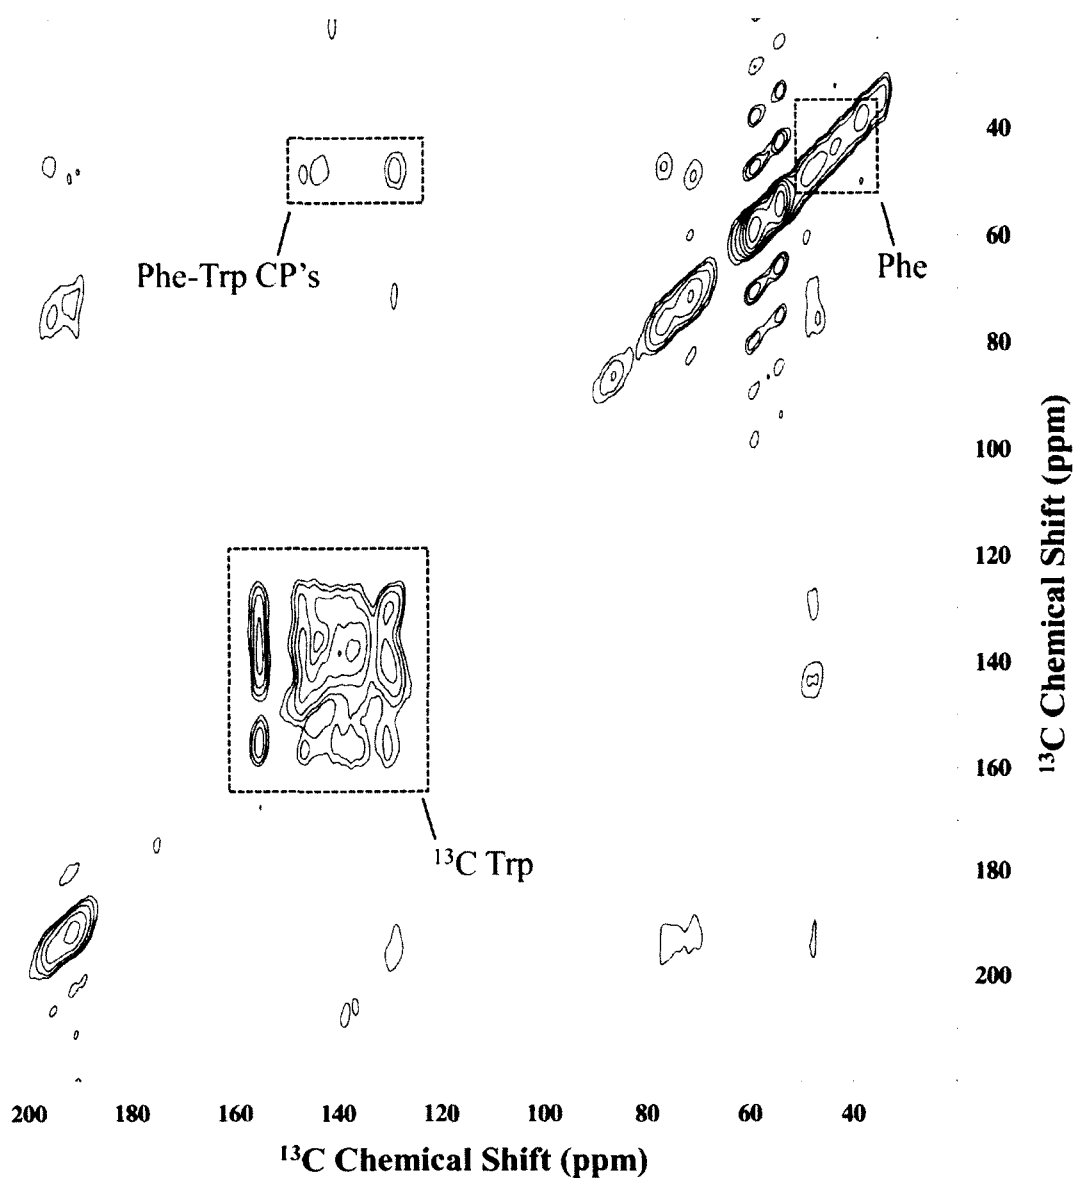 40
60
Phe
Phe-Trp CP's
80
100
120
140
160
¹³C Trp
180
200
¹³C Chemical Shift (ppm)
200 180 160 140 120 100 80 60 40
¹³C Chemical Shift (ppm)